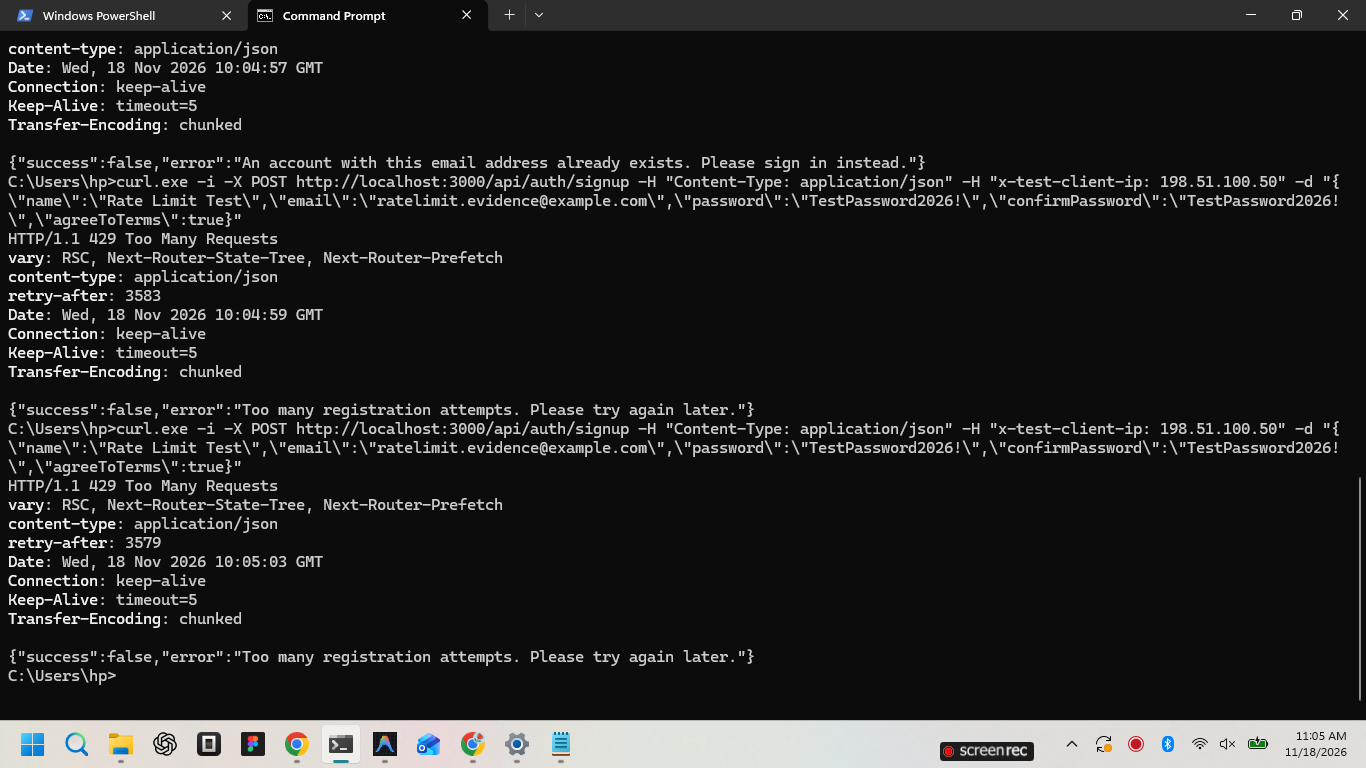 Windows PowerShell
Command Prompt
content-type: application/json
Date: Wed, 18 Nov 2026 10:04:57 GMT
Connection: keep-alive
Keep-Alive: timeout=5
Transfer-Encoding: chunked
{"success":false,"error":"An account with this email address already exists. Please sign in instead."}
C:\Users\hp>curl.exe -i -X POST http://localhost:3000/api/auth/signup -H "Content-Type: application/json" -H "x-test-client-ip: 198.51.100.50" -d "{
\"name\":\"Rate Limit Test\",\"email\":\"ratelimit.evidence@example.com\",\"password\":\"TestPassword2026!\",\"confirmPassword\":\"TestPassword2026!
\",\"agreeToTerms\":true}"
HTTP/1.1 429 Too Many Requests
vary: RSC, Next-Router-State-Tree, Next-Router-Prefetch
content-type: application/json
retry-after: 3583
Date: Wed, 18 Nov 2026 10:04:59 GMT
Connection: keep-alive
Keep-Alive: timeout=5
Transfer-Encoding: chunked
{"success":false,"error":"Too many registration attempts. Please try again later."}
C:\Users\hp>curl.exe -i -X POST http://localhost:3000/api/auth/signup -H "Content-Type: application/json" -H "x-test-client-ip: 198.51.100.50" -d "{
\"name\":\"Rate Limit Test\",\"email\":\"ratelimit.evidence@example.com\",\"password\":\"TestPassword2026!\",\"confirmPassword\":\"TestPassword2026!
\",\"agreeToTerms\":true}"
HTTP/1.1 429 Too Many Requests
vary: RSC, Next-Router-State-Tree, Next-Router-Prefetch
content-type: application/json
retry-after: 3579
Date: Wed, 18 Nov 2026 10:05:03 GMT
Connection: keep-alive
Keep-Alive: timeout=5
Transfer-Encoding: chunked
{"success":false,"error":"Too many registration attempts. Please try again later."}
C:\Users\hp>
screenrec
11:05 AM
11/18/2026